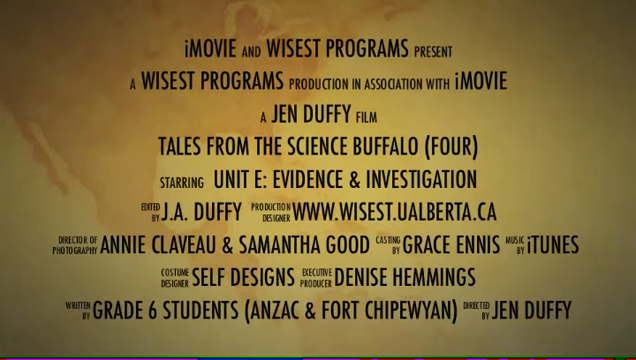 iMOVIE AND WISEST PROGRAMS PRESENT
A WISEST PROGRAMS PRODUCTION IN ASSOCIATION WITH iMOVIE
A JEN DUFFY FILM
TALES FROM THE SCIENCE BUFFALO (FOUR)
STARRING UNIT E: EVIDENCE & INVESTIGATION
EDITED BY J.A. DUFFY PRODUCTION DESIGNER WWW.WISEST.UALBERTA.CA
DIRECTOR OF PHOTOGRAPHY ANNIE CLAVEAU & SAMANTHA GOOD CASTING BY GRACE ENNIS MUSIC BY iTUNES
COSTUME DESIGNER SELF DESIGNS EXECUTIVE PRODUCER DENISE HEMMINGS
WRITTEN BY GRADE 6 STUDENTS (ANZAC & FORT CHIPEWYAN) DIRECTED BY JEN DUFFY